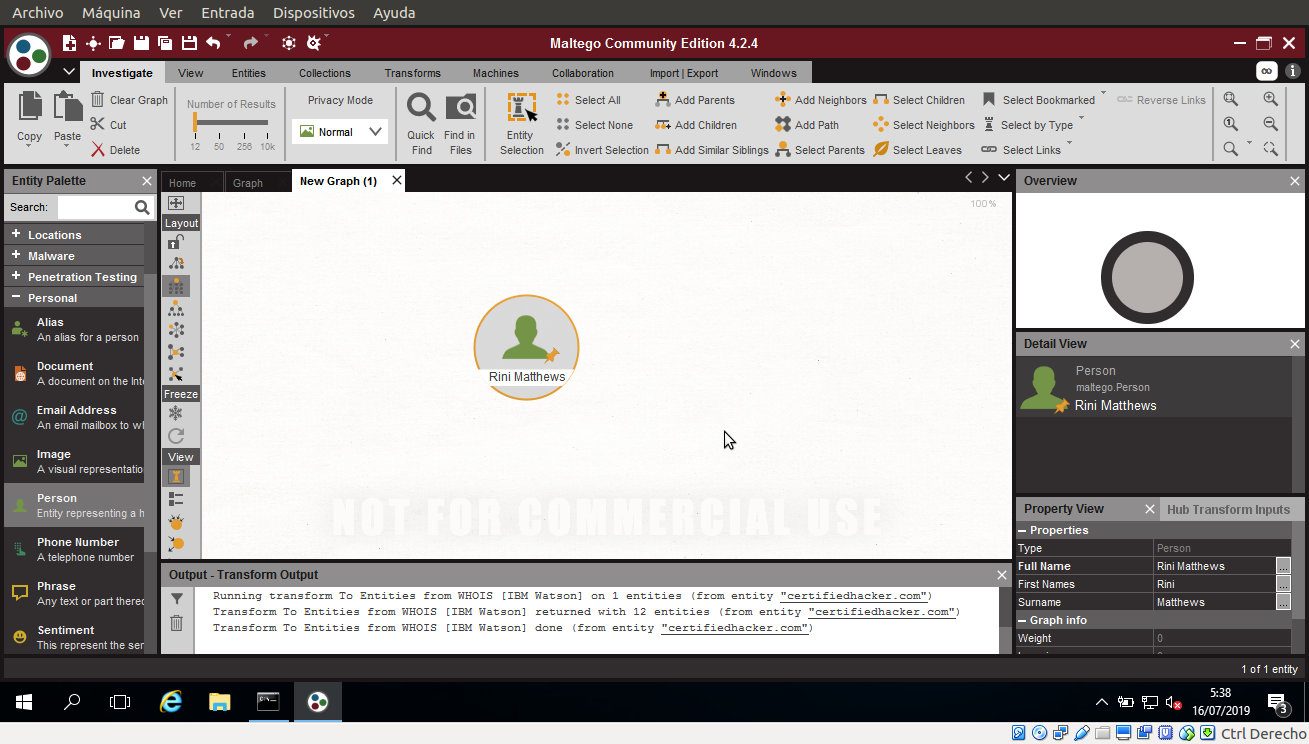 Archivo Máquina Ver Entrada Dispositivos Ayuda
Maltego Community Edition 4.2.4
Investigate View Entities Collections Transforms Machines Collaboration Import | Export Windows
Copy
Paste
Clear Graph
Cut
Delete
Number of Results
12 50 256 10k
Privacy Mode
Normal
Quick Find
Find in Files
Entity Selection
Select All
Select None
Invert Selection
Add Parents
Add Children
Add Similar Siblings
Add Neighbors
Add Path
Select Parents
Select Children
Select Neighbors
Select Leaves
Select Bookmarked
Select by Type
Select Links
Reverse Links
Entity Palette
Search:
Locations
Malware
Penetration Testing
Personal
Alias
An alias for a person
Document
A document on the Inte
Email Address
An email mailbox to wh
Image
A visual representatio
Person
Entity representing a h
Phone Number
A telephone number
Phrase
Any text or part thereo
Sentiment
This represent the sen
Home Graph New Graph (1)
Layout
Freeze
View
100%
Rini Matthews
NOT FOR COMMERCIAL USE
Output - Transform Output
Running transform To Entities from WHOIS [IBM Watson] on 1 entities (from entity "certifiedhacker.com")
Transform To Entities from WHOIS [IBM Watson] returned with 12 entities (from entity "certifiedhacker.com")
Transform To Entities from WHOIS [IBM Watson] done (from entity "certifiedhacker.com")
Overview
Detail View
Person
maltego.Person
Rini Matthews
Property View Hub Transform Inputs
Properties
Type Person
Full Name Rini Matthews
First Names Rini
Surname Matthews
Graph info
Weight 0
1 of 1 entity
5:38
16/07/2019
3
Ctrl Derecho